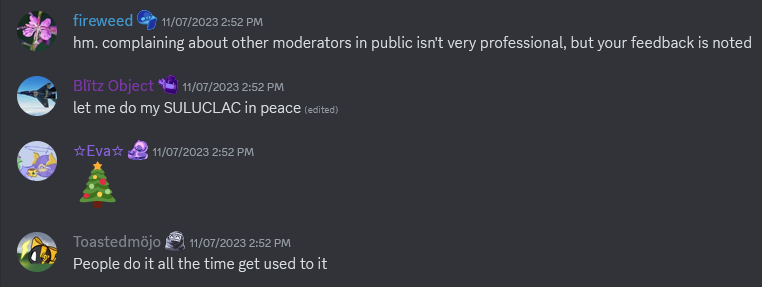 fireweed 11/07/2023 2:52 PM
hm. complaining about other moderators in public isn't very professional, but your feedback is noted
Blītz Object 11/07/2023 2:52 PM
let me do my SULUCLAC in peace (edited)
☆Eva☆ 11/07/2023 2:52 PM
Toastedmöjo 11/07/2023 2:52 PM
People do it all the time get used to it